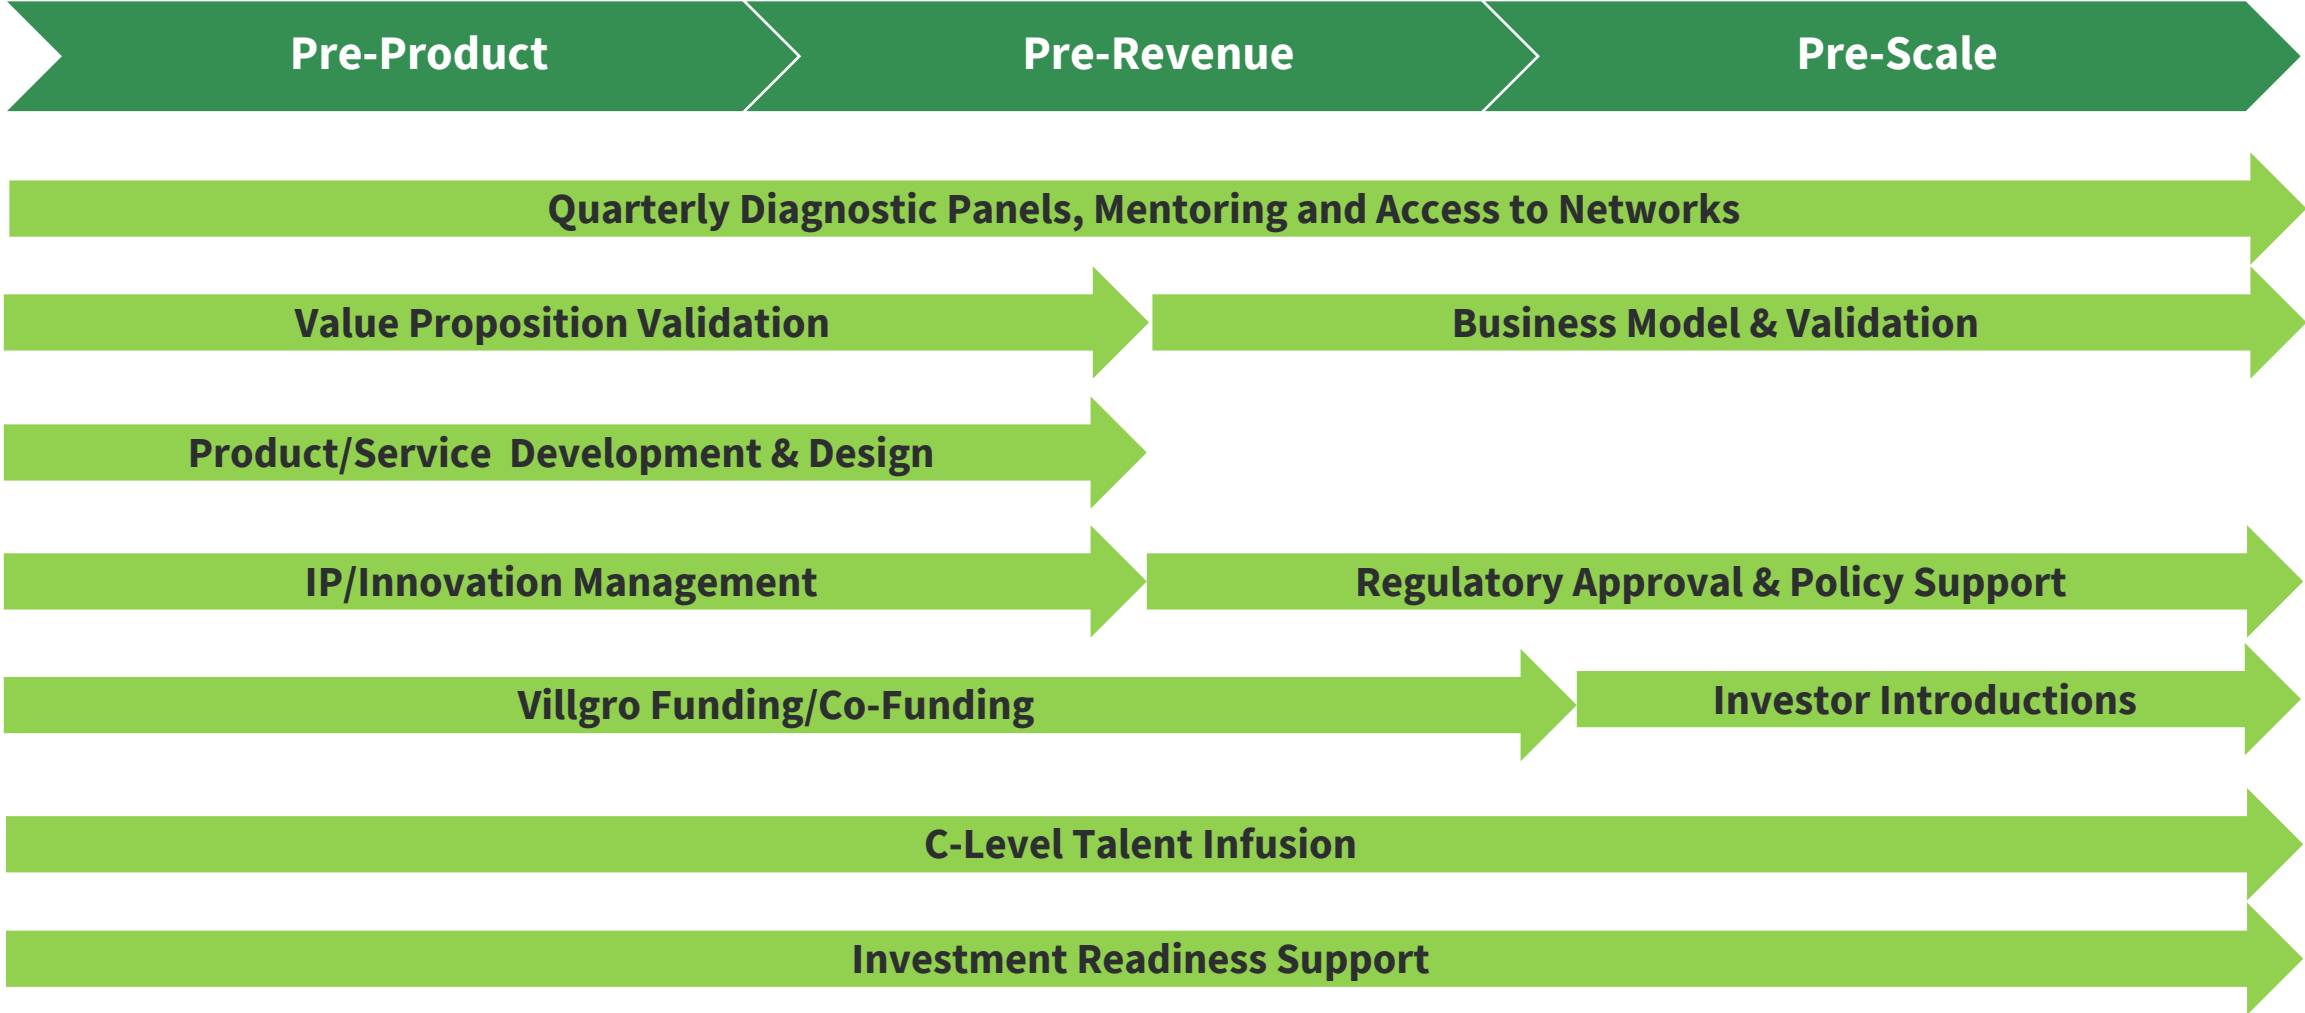 Pre-Product
Pre-Revenue
Pre-Scale
Quarterly Diagnostic Panels, Mentoring and Access to Networks
Value Proposition Validation
Business Model & Validation
Product/Service  Development & Design
IP/Innovation Management
Regulatory Approval & Policy Support
Villgro Funding/Co-Funding
Investor Introductions
C-Level Talent Infusion
Investment Readiness Support